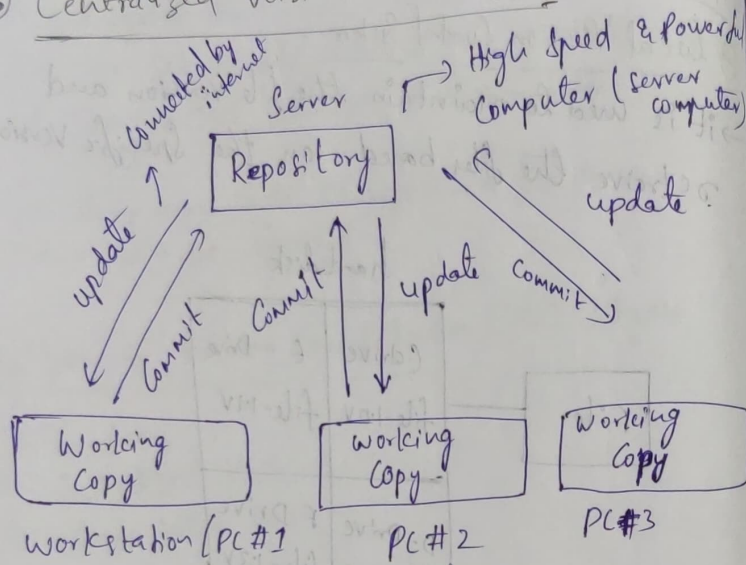 Centralized
connected by
internet
Server
High speed & Powerful
Computer (server
computer)
Repository
update
Commit
Commit
update
update.
Commit
Working
Copy
Working
Copy
Working
Copy
Workstation/PC#1
PC#2
PC#3